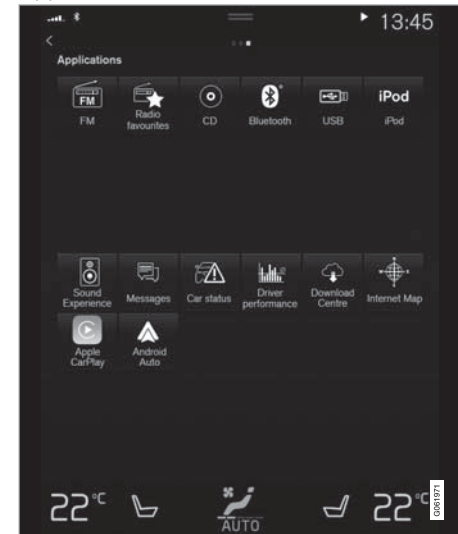 13:45
Applications
FM
iPod
FM
Radio
favourites
CD
Bluetooth
USB
iPod
Sound
Experience
Messages
Car status
Driver
performance
Download
Centre
Internet Map
Apple
CarPlay
Android
Auto
22°C
AUTO
22°C
G061971